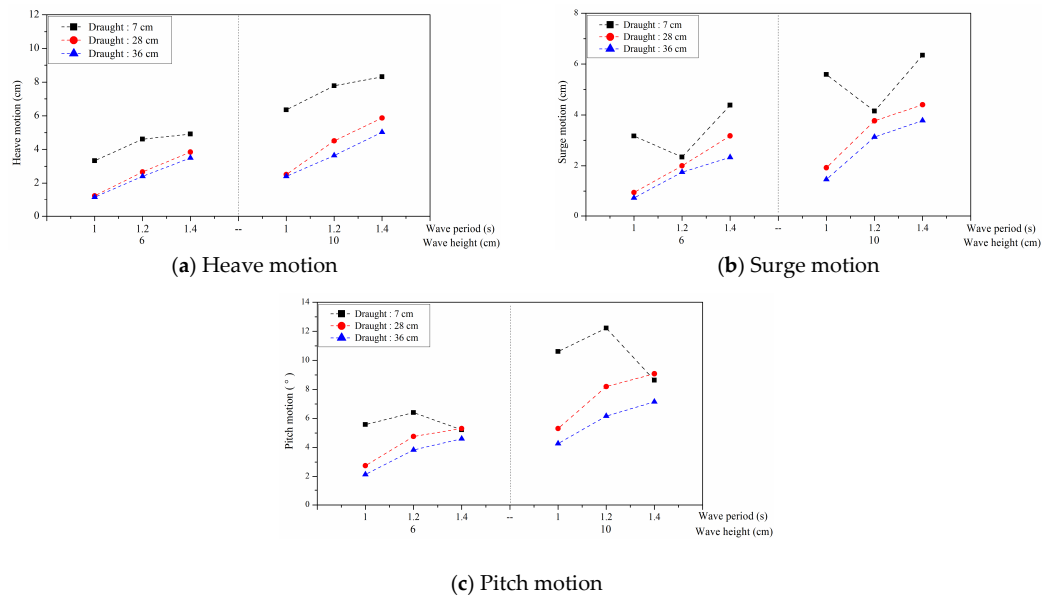 12
10
8
6
4
2
0
Heave motion (cm)
Draught : 7 cm
Draught : 28 cm
Draught : 36 cm
1 1.2 1.4 -- 1 1.2 1.4 Wave period (s)
6 10 Wave height (cm)
(a) Heave motion
8
6
4
2
0
Surge motion (cm)
Draught : 7 cm
Draught : 28 cm
Draught : 36 cm
1 1.2 1.4 -- 1 1.2 1.4 Wave period (s)
6 10 Wave height (cm)
(b) Surge motion
14
12
10
8
6
4
2
0
Pitch motion ( ° )
Draught : 7 cm
Draught : 28 cm
Draught : 36 cm
1 1.2 1.4 -- 1 1.2 1.4 Wave period (s)
6 10 Wave height (cm)
(c) Pitch motion